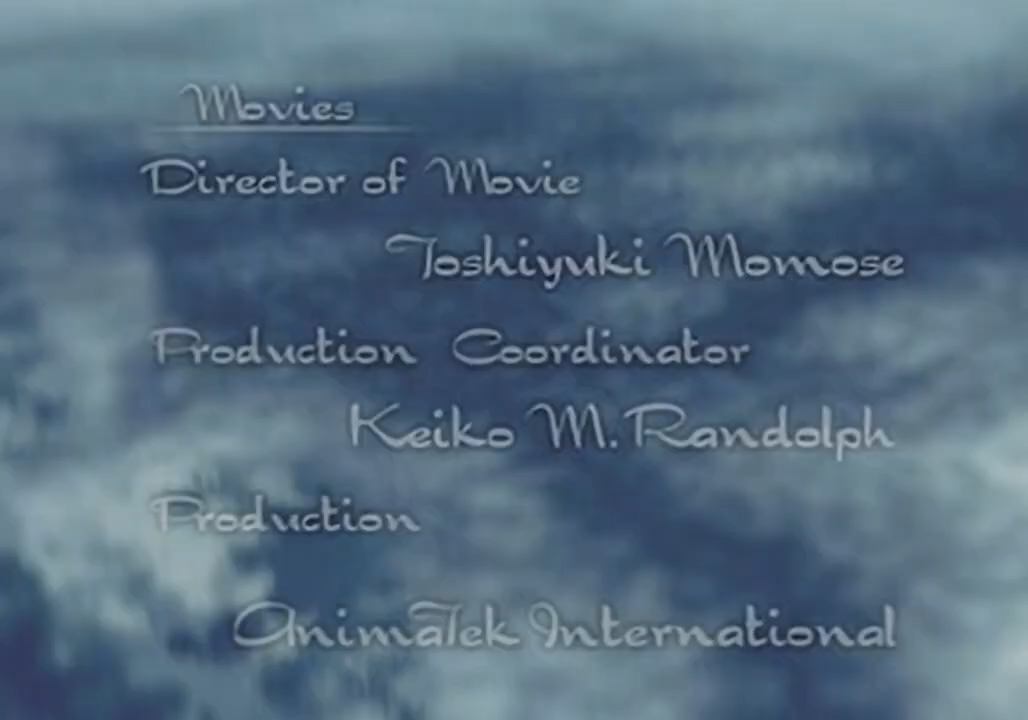 Movies
Director of Movie
Toshiyuki Momose
Production Coordinator
Keiko M. Randolph
Production
AnimaTek International